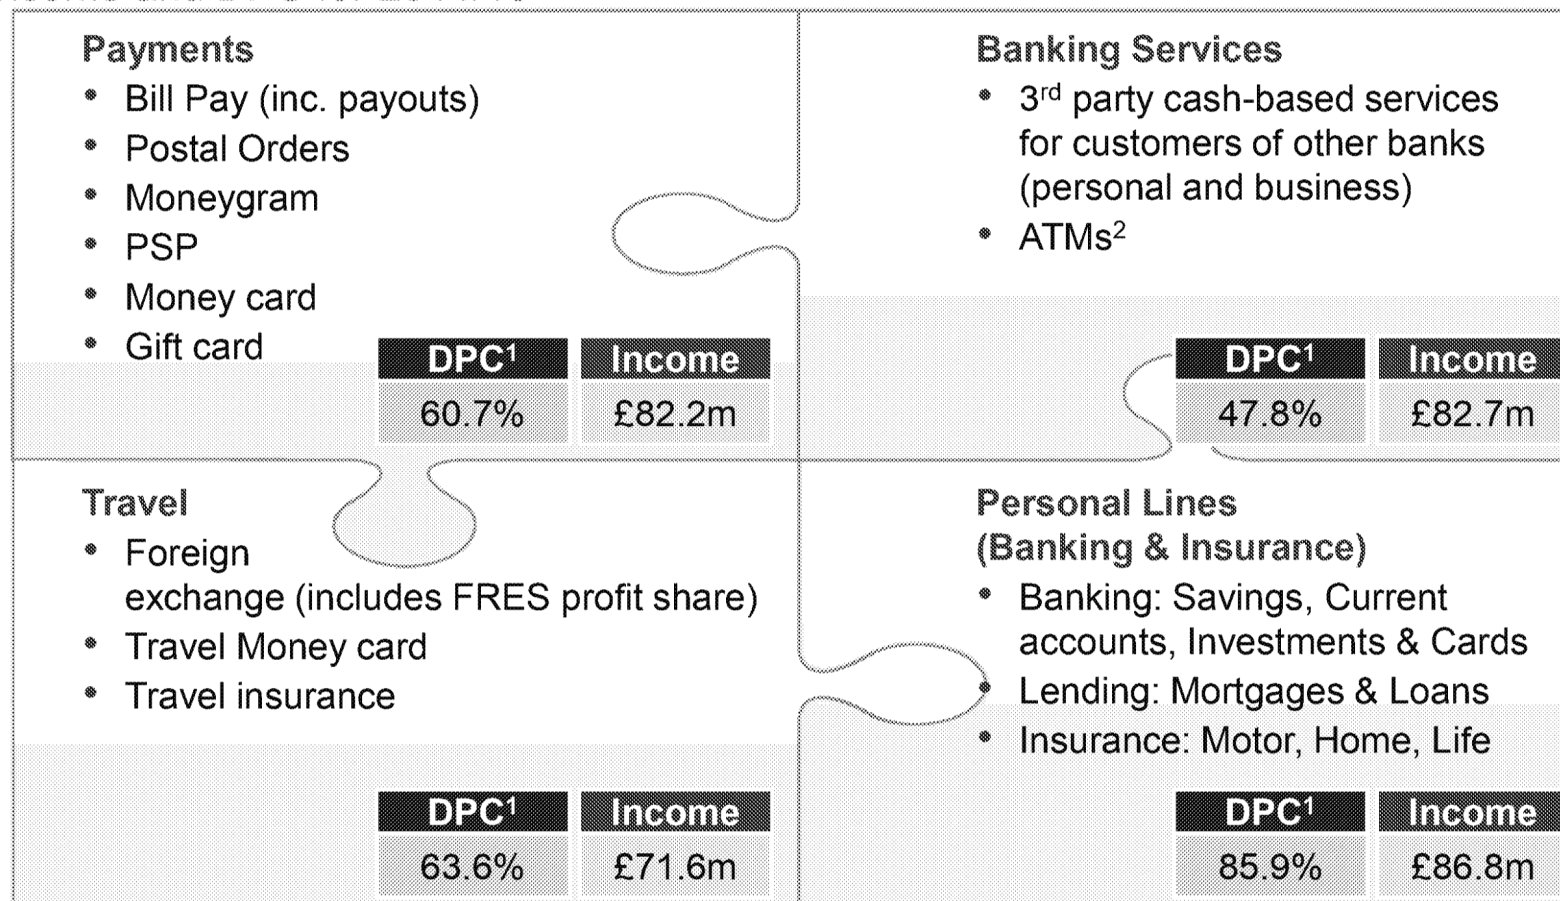 Payments
• Bill Pay (inc. payouts)
• Postal Orders
• Moneygram
• PSP
• Money card
• Gift card
DPC¹ Income
60.7% £82.2m
Banking Services
• 3rd party cash-based services
for customers of other banks
(personal and business)
• ATMs²
DPC¹ Income
47.8% £82.7m
Travel
• Foreign
exchange (includes FRES profit share)
• Travel Money card
• Travel insurance
DPC¹ Income
63.6% £71.6m
Personal Lines
(Banking & Insurance)
• Banking: Savings, Current
accounts, Investments & Cards
• Lending: Mortgages & Loans
• Insurance: Motor, Home, Life
DPC¹ Income
85.9% £86.8m